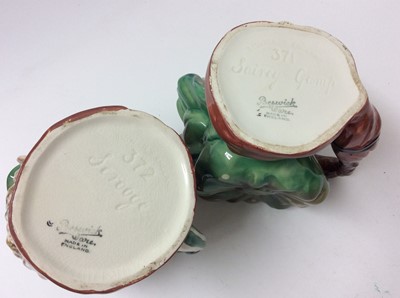 372
Scrooge
Beswick
WARE
MADE IN
ENGLAND
371
Sairey Gamp
Beswick
WARE
MADE IN
ENGLAND